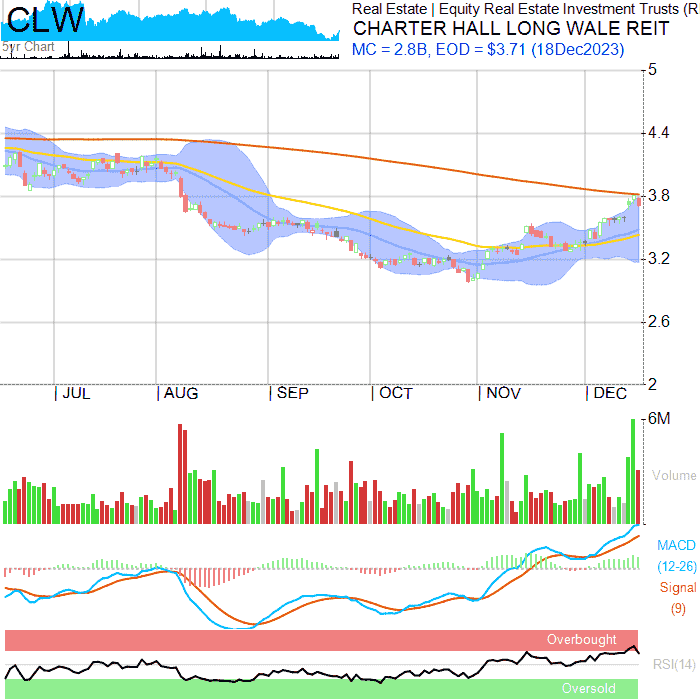 CLW
5yr Chart
Real Estate | Equity Real Estate Investment Trusts (R
CHARTER HALL LONG WALE REIT
MC = 2.8B, EOD = $3.71 (18Dec2023)
5
4.4
3.8
3.2
2.6
2
JUL AUG SEP OCT NOV DEC
6M
Volume
MACD
(12-26)
Signal
(9)
Overbought
RSI(14)
Oversold